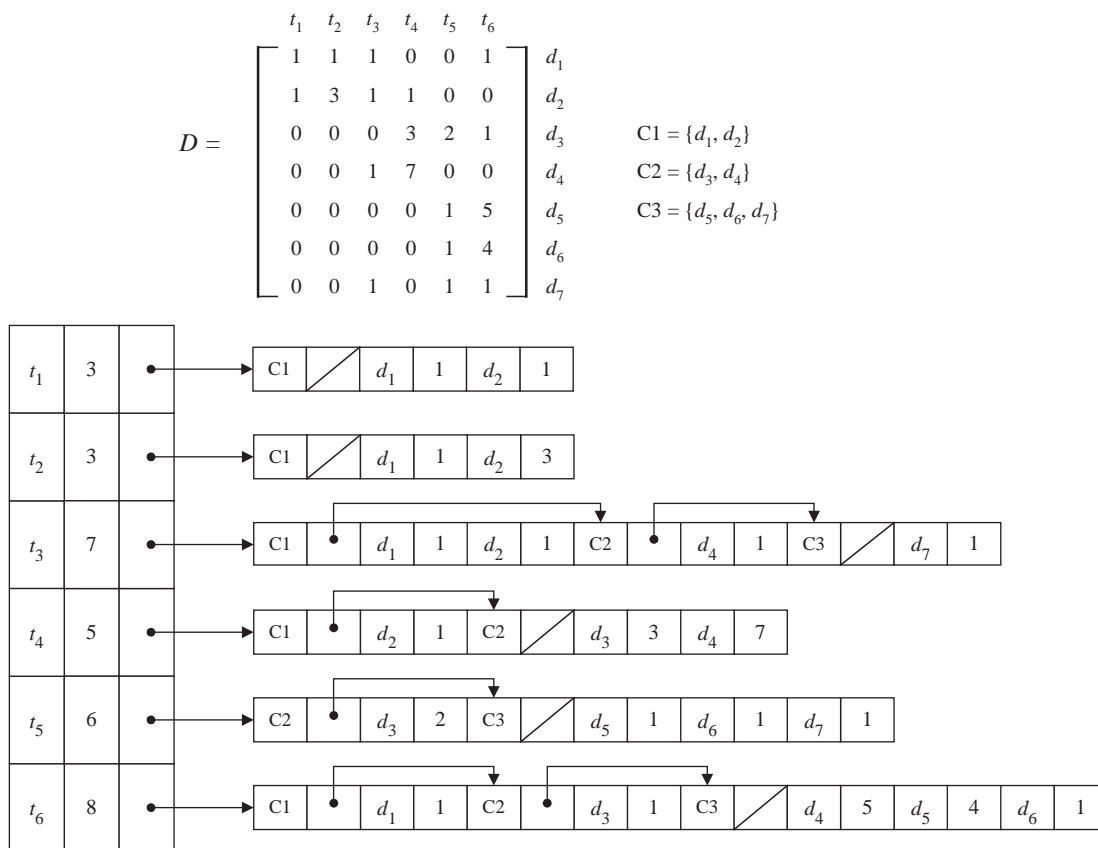 t1 t2 t3 t4 t5 t6
1 1 1 0 0 1 d1
1 3 1 1 0 0 d2
D = 0 0 0 3 2 1 d3 C1 = {d1, d2}
0 0 1 7 0 0 d4 C2 = {d3, d4}
0 0 0 0 1 5 d5 C3 = {d5, d6, d7}
0 0 0 0 1 4 d6
0 0 1 0 1 1 d7
t1 3 C1 d1 1 d2 1
t2 3 C1 d1 1 d2 3
t3 7 C1 d1 1 d2 1 C2 d4 1 C3 d7 1
t4 5 C1 d2 1 C2 d3 3 d4 7
t5 6 C2 d3 2 C3 d5 1 d6 1 d7 1
t6 8 C1 d1 1 C2 d3 1 C3 d4 5 d5 4 d6 1